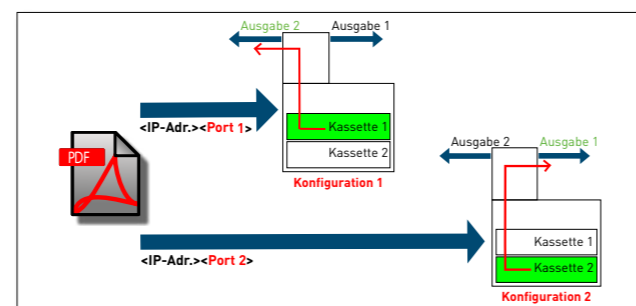 Ausgabe 2 Ausgabe 1
<IP-Adr.><Port 1>
Kassette 1
Kassette 2
Konfiguration 1
PDF
Ausgabe 2 Ausgabe 1
Kassette 1
Kassette 2
<IP-Adr.><Port 2>
Konfiguration 2